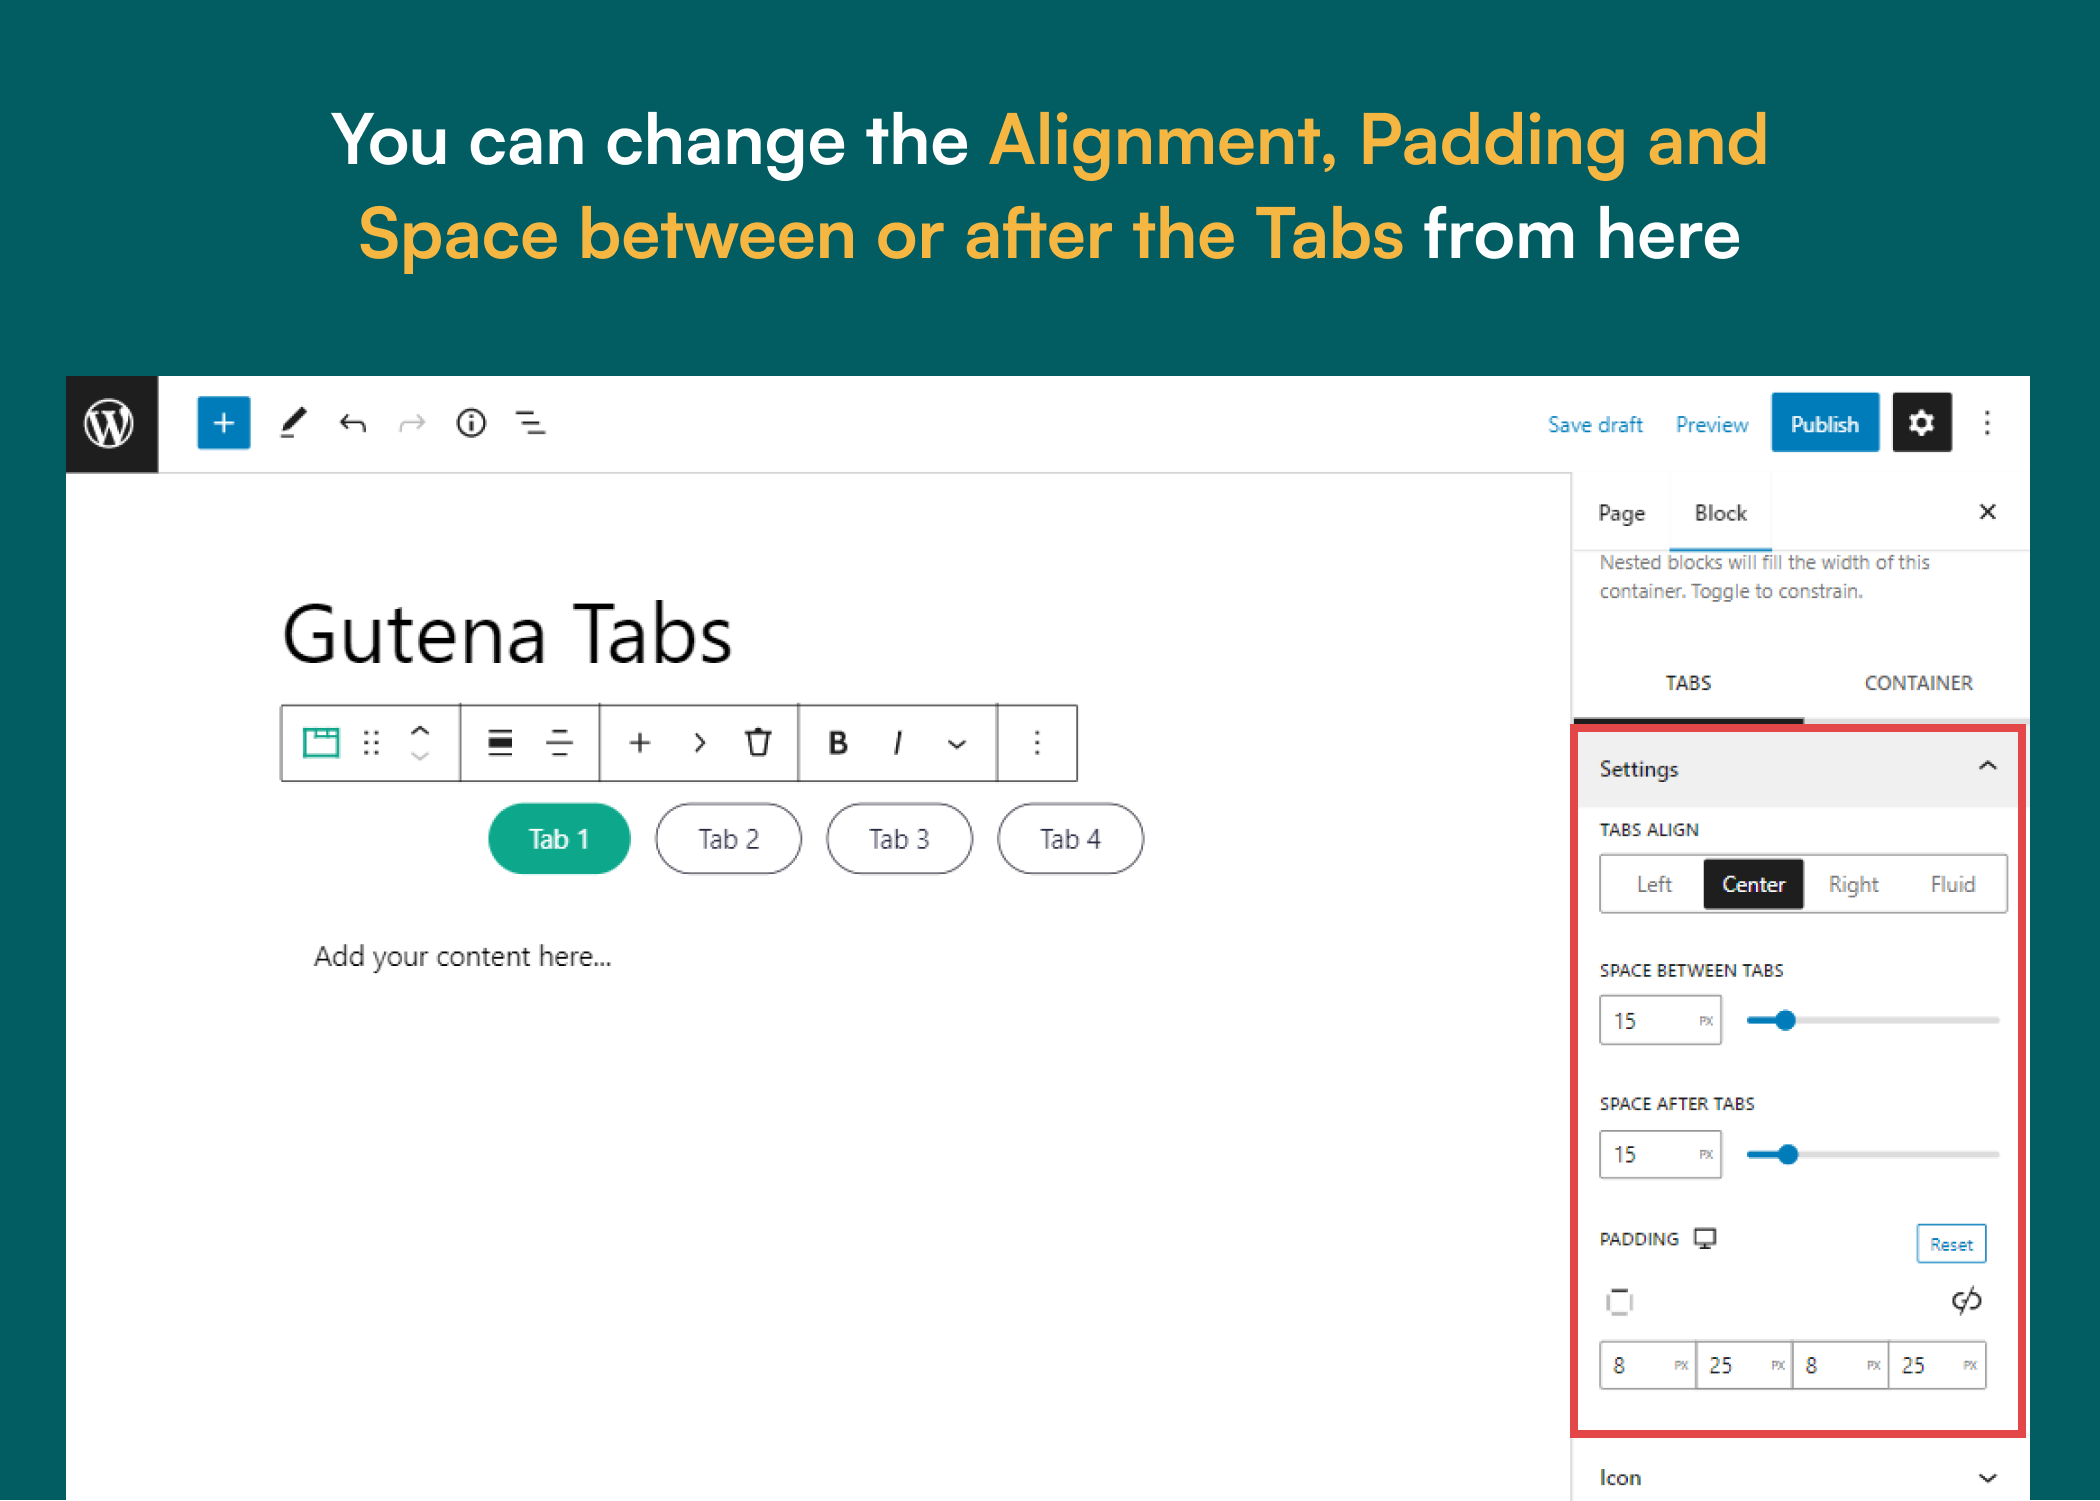 You can change the Alignment, Padding and
Space between or after the Tabs from here
Save draft
Preview
Publish
Page
Block
Nested blocks will fill the width of this
container. Toggle to constrain.
Gutena Tabs
TABS
CONTAINER
B I
Settings
Tab 1
Tab 2
Tab 3
Tab 4
TABS ALIGN
Left
Center
Right
Fluid
Add your content here...
SPACE BETWEEN TABS
15 PX
SPACE AFTER TABS
15 PX
PADDING
Reset
8 PX 25 PX 8 PX 25 PX
Icon